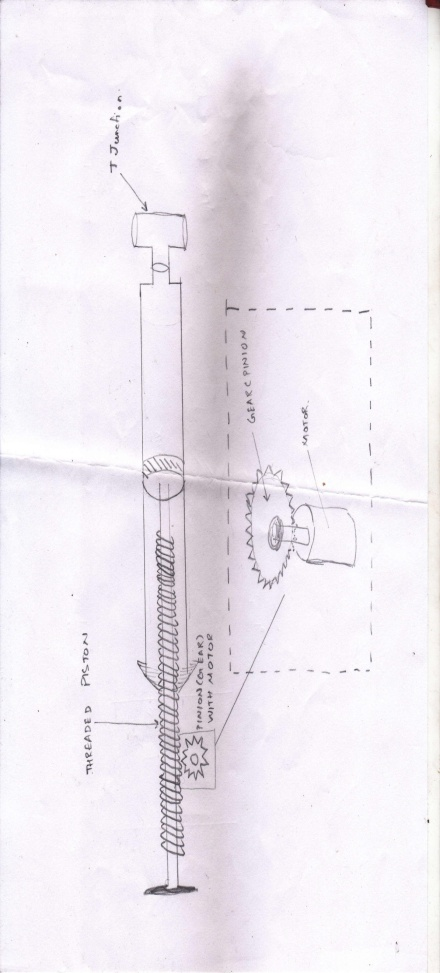 T Junction.
THREADED PISTON
PINION(GEAR)
WITH MOTOR
GEAR C PINION
MOTOR.